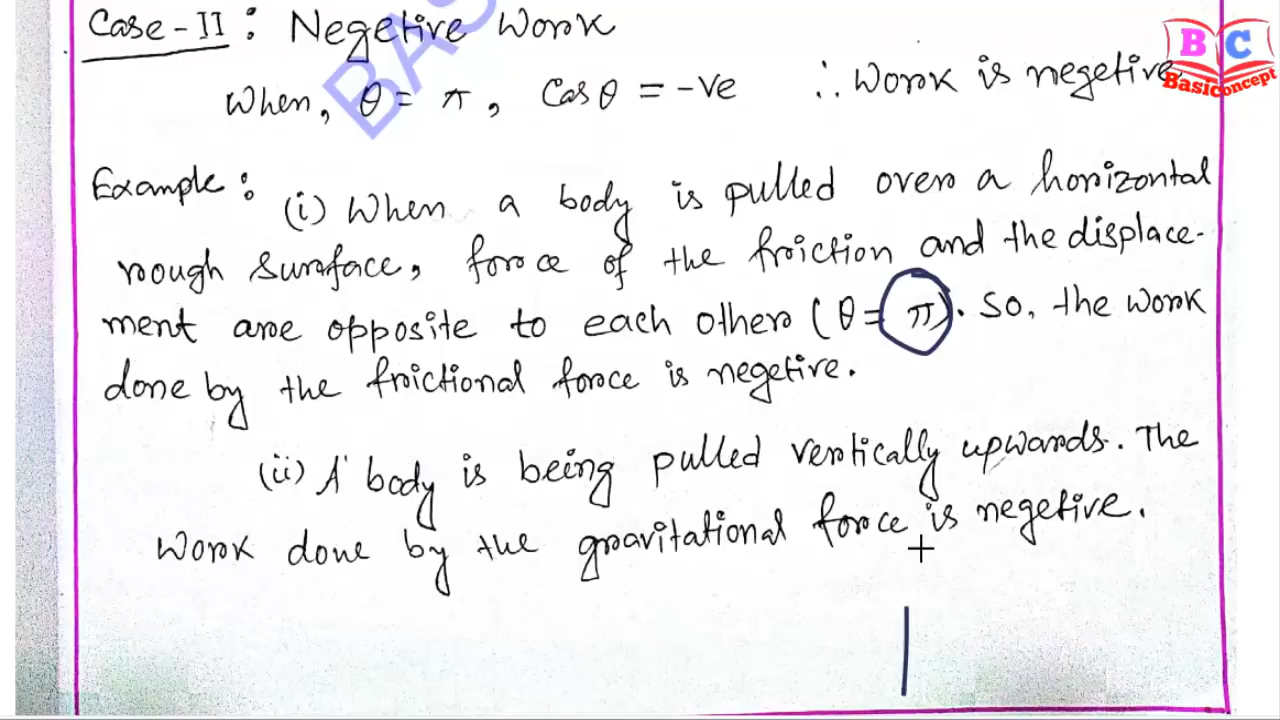 Case-II : Negetive Work
When, θ = π, Cosθ = -ve ∴ Work is negetive
BC
Basiconcept
BAS
Example : (i) When a body is pulled over a horizontal
rough surface, force of the friction and the displace-
ment are opposite to each other (θ = π). So, the work
done by the frictional force is negetive.
(ii) A body is being pulled vertically upwards. The
work done by the gravitational force is negetive.